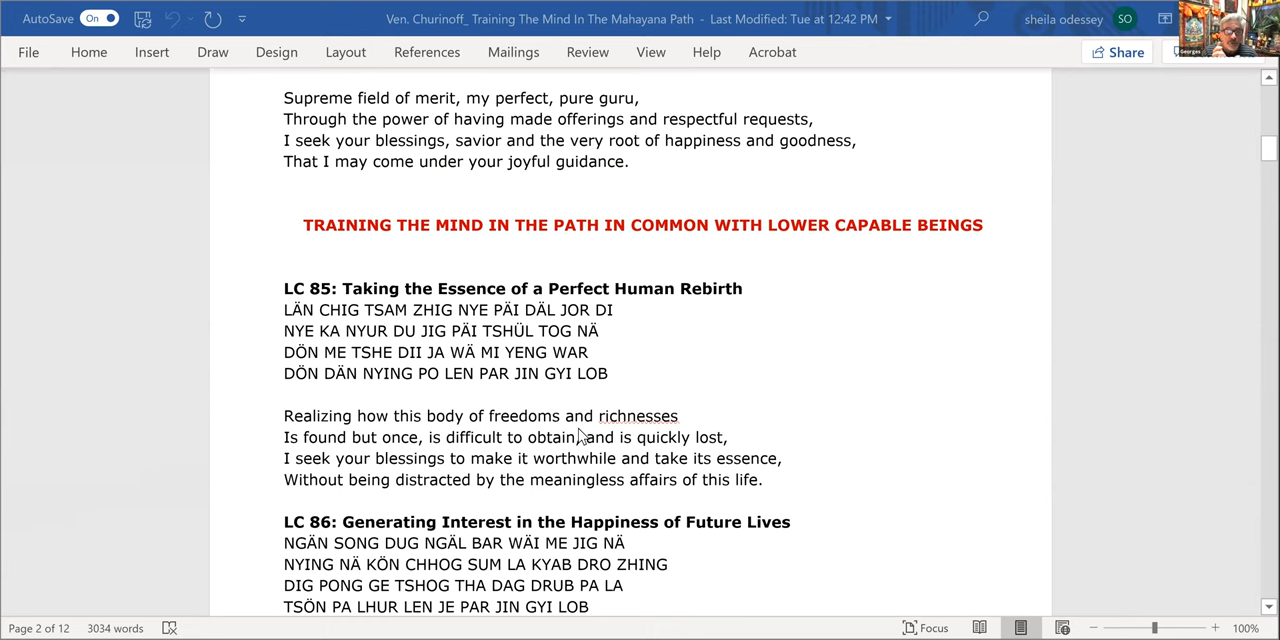 AutoSave On Ven. Churinoff_ Training The Mind In The Mahayana Path - Last Modified: Tue at 12:42 PM sheila odessey SO
File Home Insert Draw Design Layout References Mailings Review View Help Acrobat Share
Georges
Supreme field of merit, my perfect, pure guru,
Through the power of having made offerings and respectful requests,
I seek your blessings, savior and the very root of happiness and goodness,
That I may come under your joyful guidance.
TRAINING THE MIND IN THE PATH IN COMMON WITH LOWER CAPABLE BEINGS
LC 85: Taking the Essence of a Perfect Human Rebirth
LÄN CHIG TSAM ZHIG NYE PÄI DÄL JOR DI
NYE KA NYUR DU JIG PÄI TSHÜL TOG NÄ
DÖN ME TSHE DII JA WÄ MI YENG WAR
DÖN DÄN NYING PO LEN PAR JIN GYI LOB
Realizing how this body of freedoms and richnesses
Is found but once, is difficult to obtain, and is quickly lost,
I seek your blessings to make it worthwhile and take its essence,
Without being distracted by the meaningless affairs of this life.
LC 86: Generating Interest in the Happiness of Future Lives
NGÄN SONG DUG NGÄL BAR WÄI ME JIG NÄ
NYING NÄ KÖN CHHOG SUM LA KYAB DRO ZHING
DIG PONG GE TSHOG THA DAG DRUB PA LA
TSÖN PA LHUR LEN JE PAR JIN GYI LOB
Page 2 of 12 3034 words Focus 100%